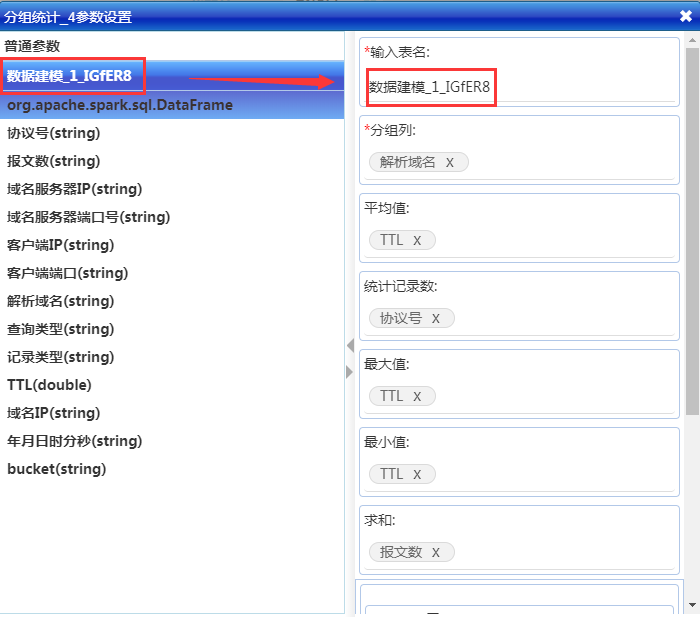 分组统计_4参数设置
普通参数
数据建模_1_IGfER8
org.apache.spark.sql.DataFrame
协议号(string)
报文数(string)
域名服务器IP(string)
域名服务器端口号(string)
客户端IP(string)
客户端端口(string)
解析域名(string)
查询类型(string)
记录类型(string)
TTL(double)
域名IP(string)
年月日时分秒(string)
bucket(string)
*输入表名:
数据建模_1_IGfER8
*分组列:
解析域名 X
平均值:
TTL X
统计记录数:
协议号 X
最大值:
TTL X
最小值:
TTL X
求和:
报文数 X